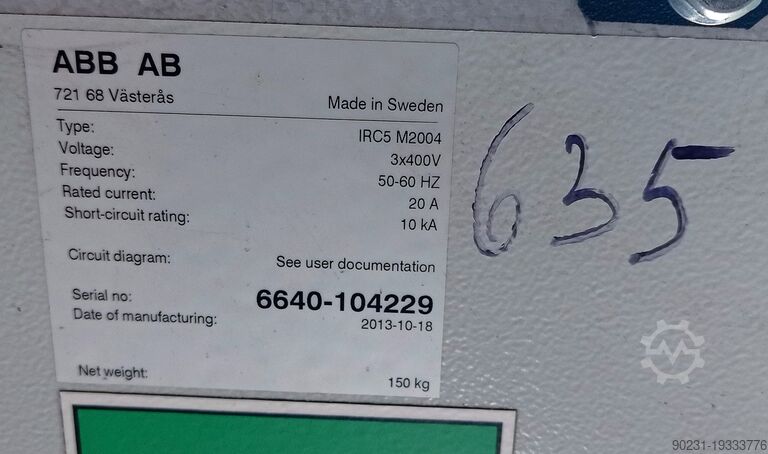 ABB AB
721 68 Västerås
Made in Sweden
Type: IRC5 M2004
Voltage: 3x400V
Frequency: 50-60 HZ
Rated current: 20 A
Short-circuit rating: 10 kA
Circuit diagram: See user documentation
Serial no: 6640-104229
Date of manufacturing: 2013-10-18
Net weight: 150 kg
635
90231-19333776